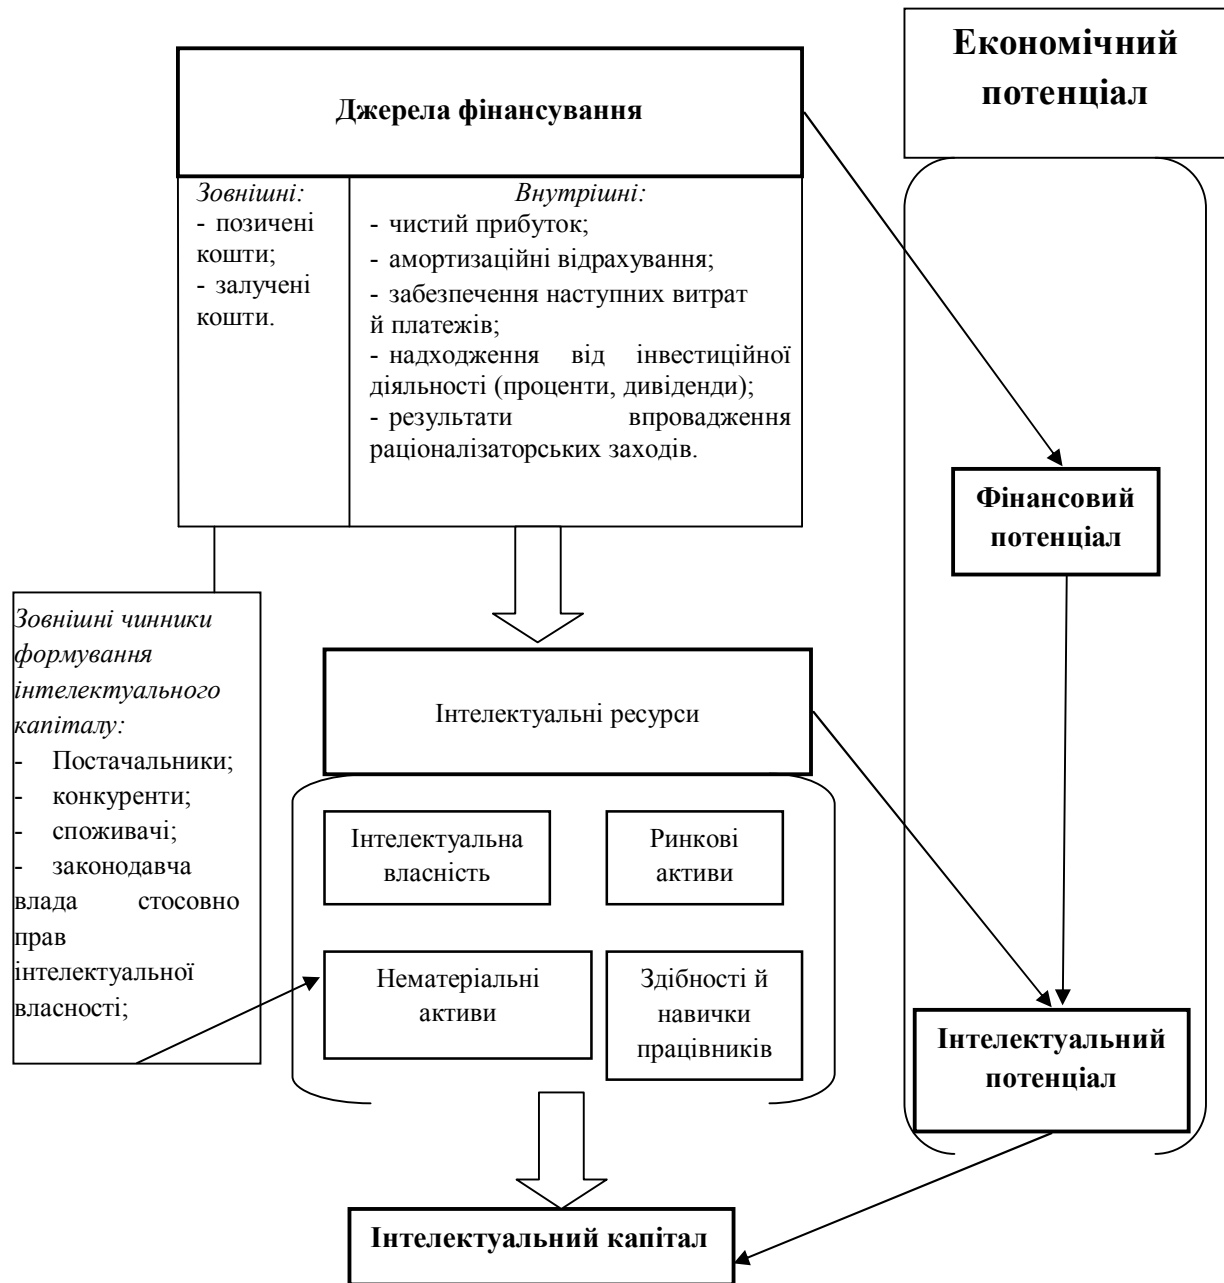 Економічний
потенціал
Джерела фінансування
Зовнішні:
- позичені
кошти;
- залучені
кошти.
Внутрішні:
- чистий прибуток;
- амортизаційні відрахування;
- забезпечення наступних витрат
й платежів;
- надходження від інвестиційної
діяльності (проценти, дивіденди);
- результати впровадження
раціоналізаторських заходів.
Фінансовий
потенціал
Зовнішні чинники
формування
інтелектуального
капіталу:
- Постачальники;
- конкуренти;
- споживачі;
- законодавча
влада стосовно
прав
інтелектуальної
власності;
Інтелектуальні ресурси
Інтелектуальна
власність
Ринкові
активи
Нематеріальні
активи
Здібності й
навички
працівників
Інтелектуальний
потенціал
Інтелектуальний капітал